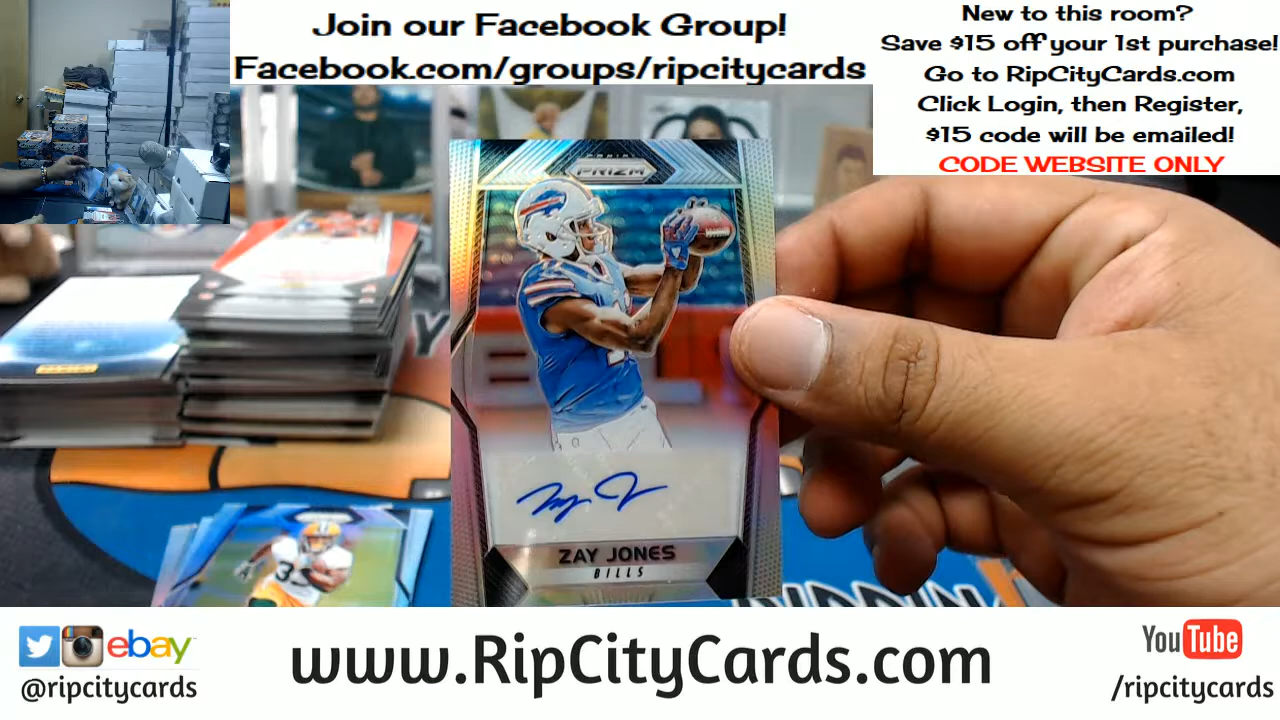 Join our Facebook Group!
Facebook.com/groups/ripcitycards
New to this room?
Save $15 off your 1st purchase!
Go to RipCityCards.com
Click Login, then Register,
$15 code will be emailed!
CODE WEBSITE ONLY
PANINI
PRIZM
ZAY JONES
BILLS
ebay
@ripcitycards
www.RipCityCards.com
YouTube
/ripcitycards